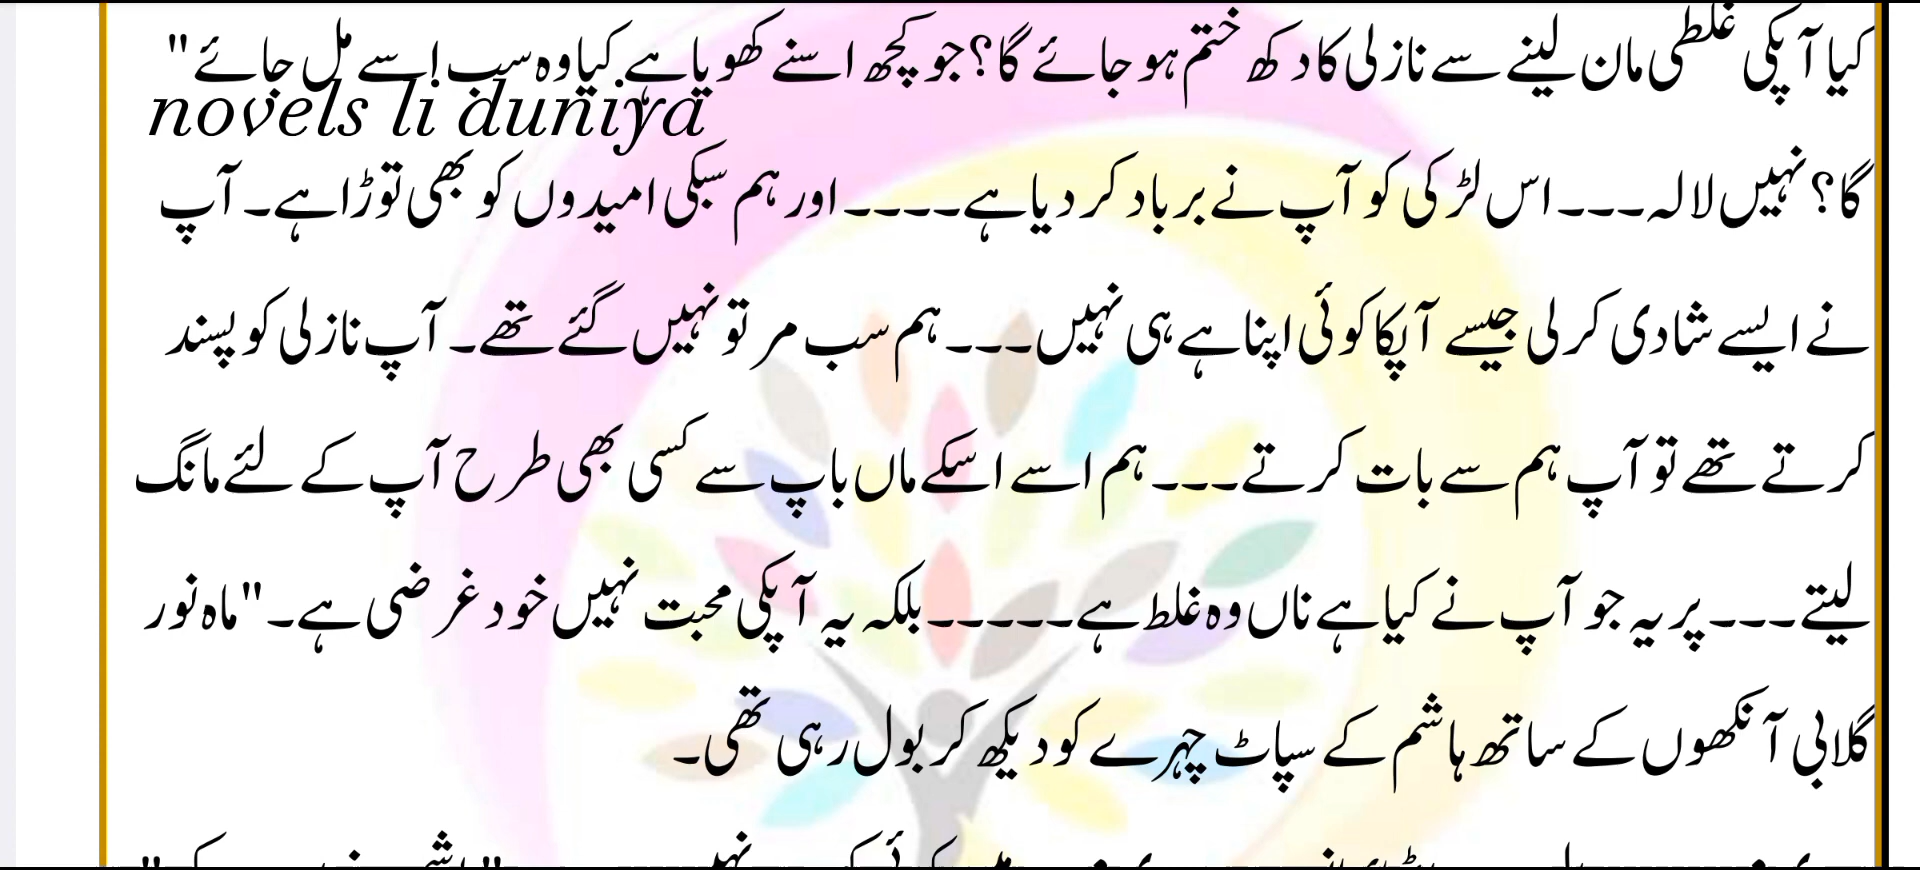 کیا آپکی غلطی مان لینے سے نازلی کا دکھ ختم ہو جائے گا؟ جو کچھ اسنے کھویا ہے۔ کیا وہ سب اسے مل جائے"
novels li duniya
گا؟ نہیں لالہ۔۔۔ اس لڑکی کو آپ نے برباد کر دیا ہے۔۔۔۔ اور ہم سبکی امیدوں کو بھی توڑا ہے۔ آپ
نے ایسے شادی کر لی جیسے آپکا کوئی اپنا ہے ہی نہیں۔۔۔ ہم سب مر تو نہیں گئے تھے۔ آپ نازلی کو پسند
کرتے تھے تو آپ ہم سے بات کرتے۔۔۔ ہم اسے اسکے ماں باپ سے کسی بھی طرح آپ کے لئے مانگ
لیتے۔۔۔ پر یہ جو آپ نے کیا ہے ناں وہ غلط ہے۔۔۔۔۔ بلکہ یہ آپکی محبت نہیں خود غرضی ہے۔" ماہ نور
گلابی آنکھوں کے ساتھ ہاشم کے سپاٹ چہرے کو دیکھ کر بول رہی تھی۔